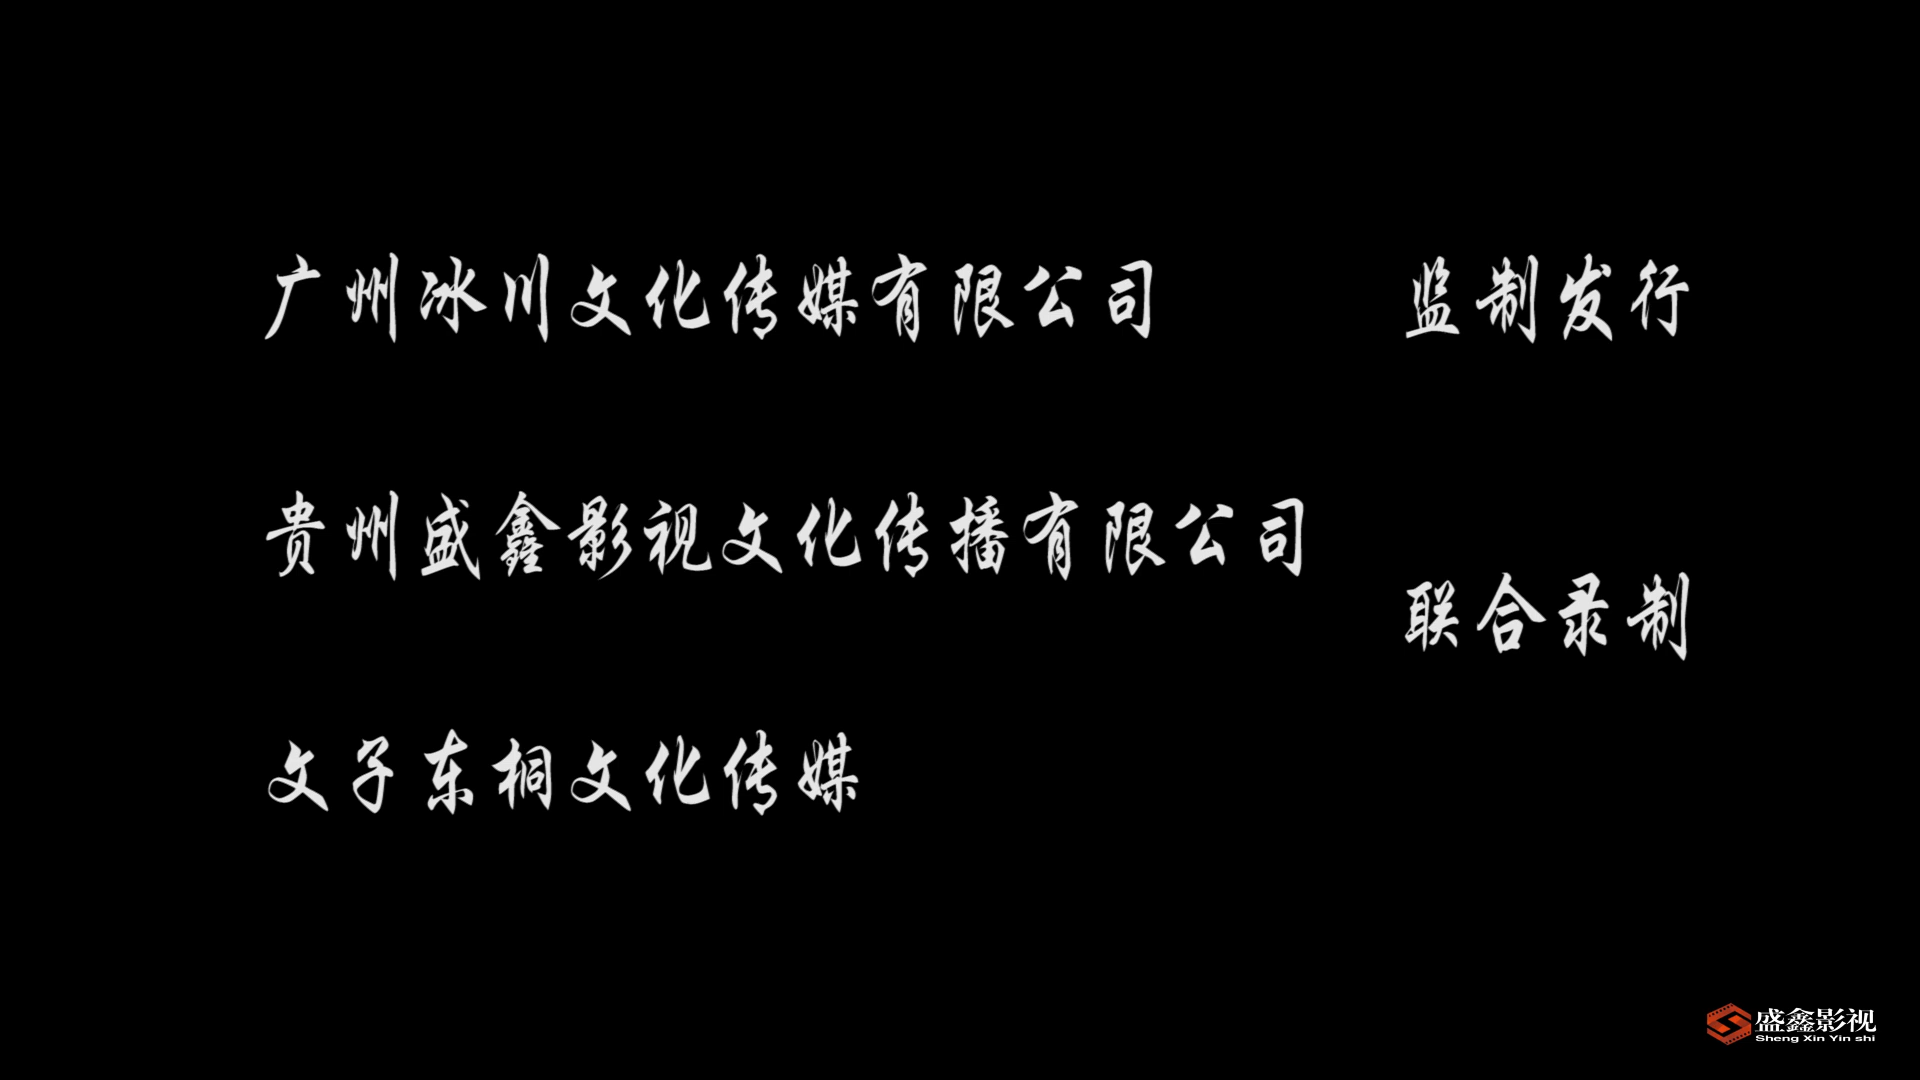 广州冰川文化传媒有限公司 监制发行
贵州盛鑫影视文化传播有限公司
联合录制
文子东桐文化传媒
盛鑫影视
Sheng Xin Yin shi